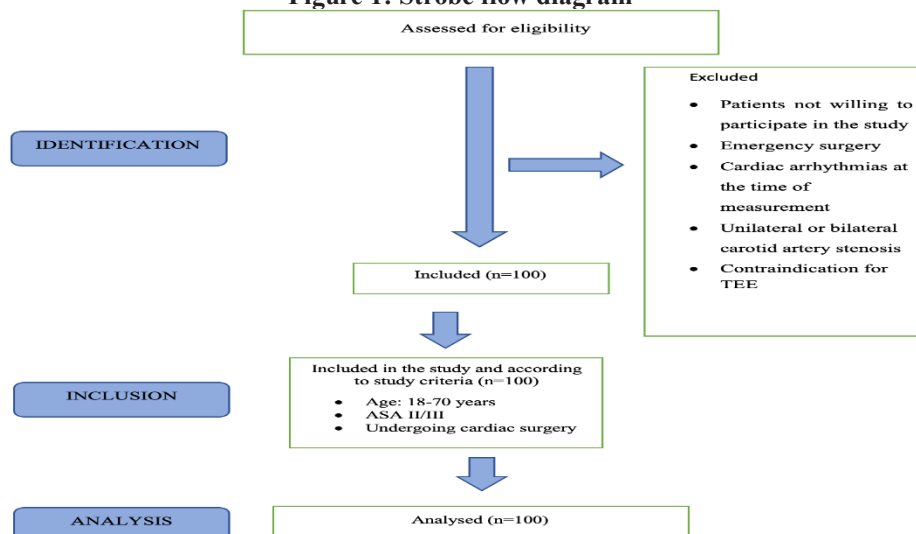 Figure 1: Strobe flow diagram
Assessed for eligibility
Excluded
• Patients not willing to
participate in the study
• Emergency surgery
• Cardiac arrhythmias at
the time of
measurement
• Unilateral or bilateral
carotid artery stenosis
• Contraindication for
TEE
IDENTIFICATION
Included (n=100)
INCLUSION
Included in the study and according
to study criteria (n=100)
• Age: 18-70 years
• ASA II/III
• Undergoing cardiac surgery
ANALYSIS
Analysed (n=100)